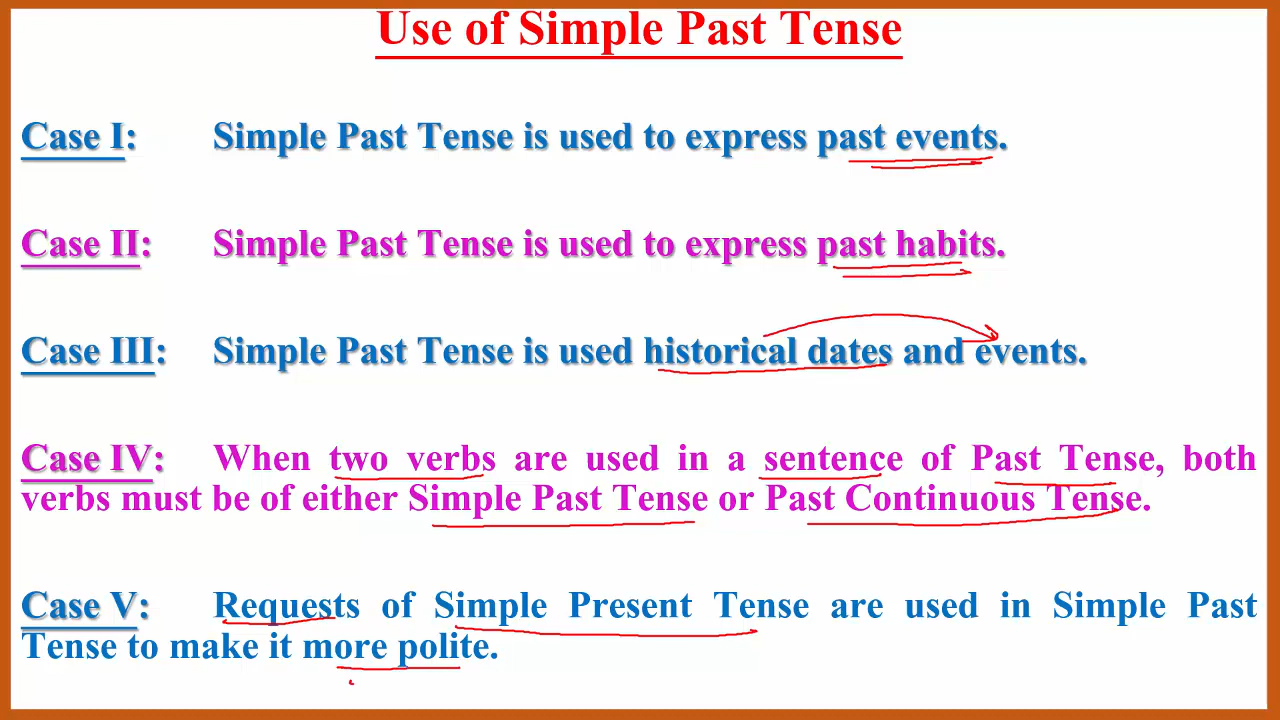 Use of Simple Past Tense
Case I: Simple Past Tense is used to express past events.
Case II: Simple Past Tense is used to express past habits.
Case III: Simple Past Tense is used historical dates and events.
Case IV: When two verbs are used in a sentence of Past Tense, both
verbs must be of either Simple Past Tense or Past Continuous Tense.
Case V: Requests of Simple Present Tense are used in Simple Past
Tense to make it more polite.